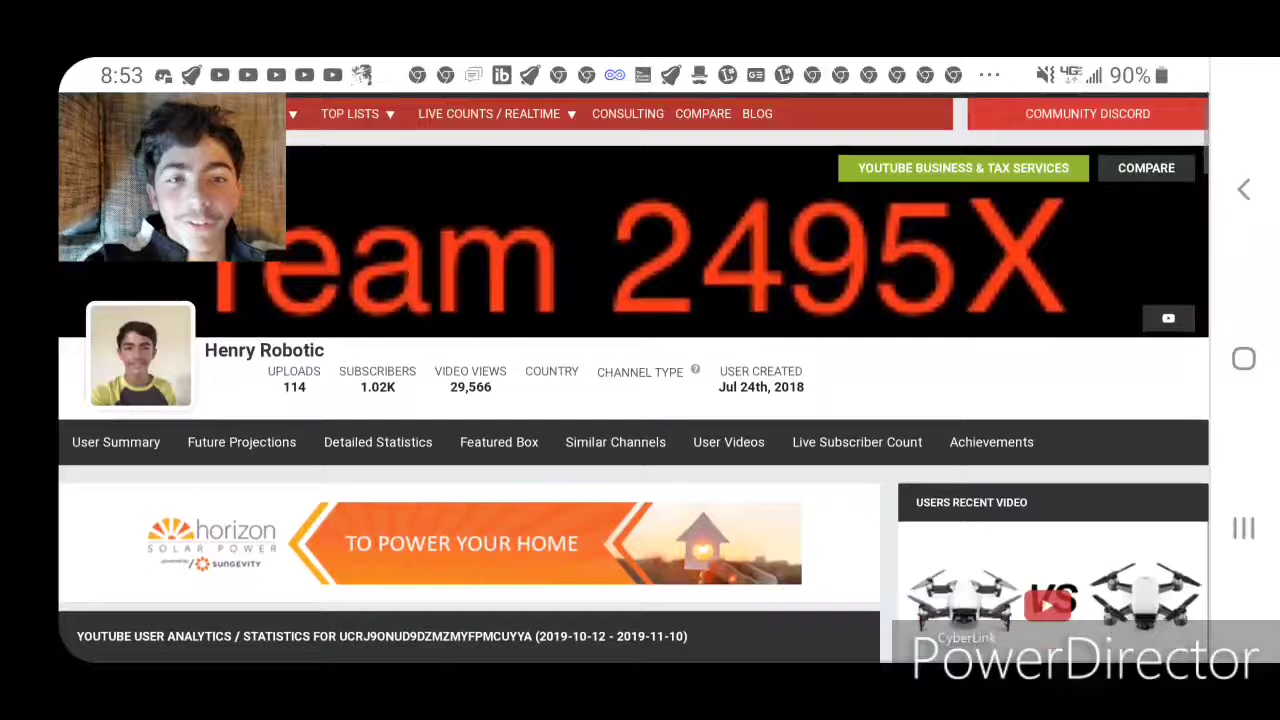 8:53 4G 90%
TOP LISTS LIVE COUNTS / REALTIME CONSULTING COMPARE BLOG COMMUNITY DISCORD
YOUTUBE BUSINESS & TAX SERVICES COMPARE
Team 2495X
Henry Robotic
UPLOADS SUBSCRIBERS VIDEO VIEWS COUNTRY CHANNEL TYPE ? USER CREATED
114 1.02K 29,566 Jul 24th, 2018
User Summary Future Projections Detailed Statistics Featured Box Similar Channels User Videos Live Subscriber Count Achievements
USERS RECENT VIDEO
horizon
SOLAR POWER
powered by SUNGEVITY
TO POWER YOUR HOME
VS
YOUTUBE USER ANALYTICS / STATISTICS FOR UCRJ9ONUD9DZMZMYFPMCUYYA (2019-10-12 - 2019-11-10)
CyberLink
PowerDirector